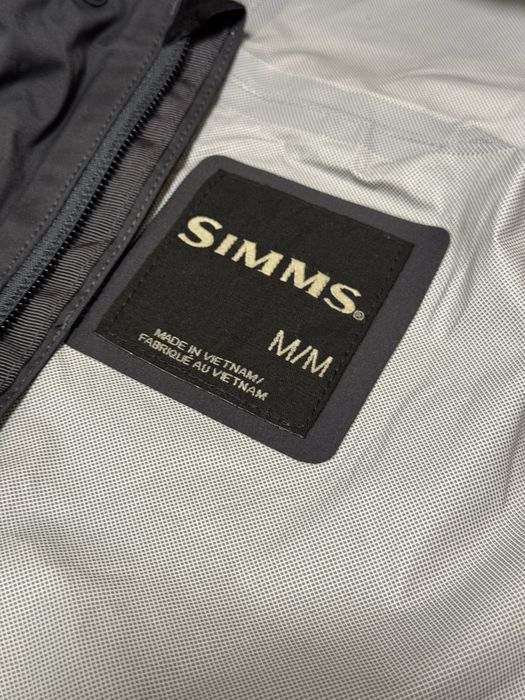 SIMMS®
M/M
MADE IN VIETNAM/
FABRIQUÉ AU VIETNAM